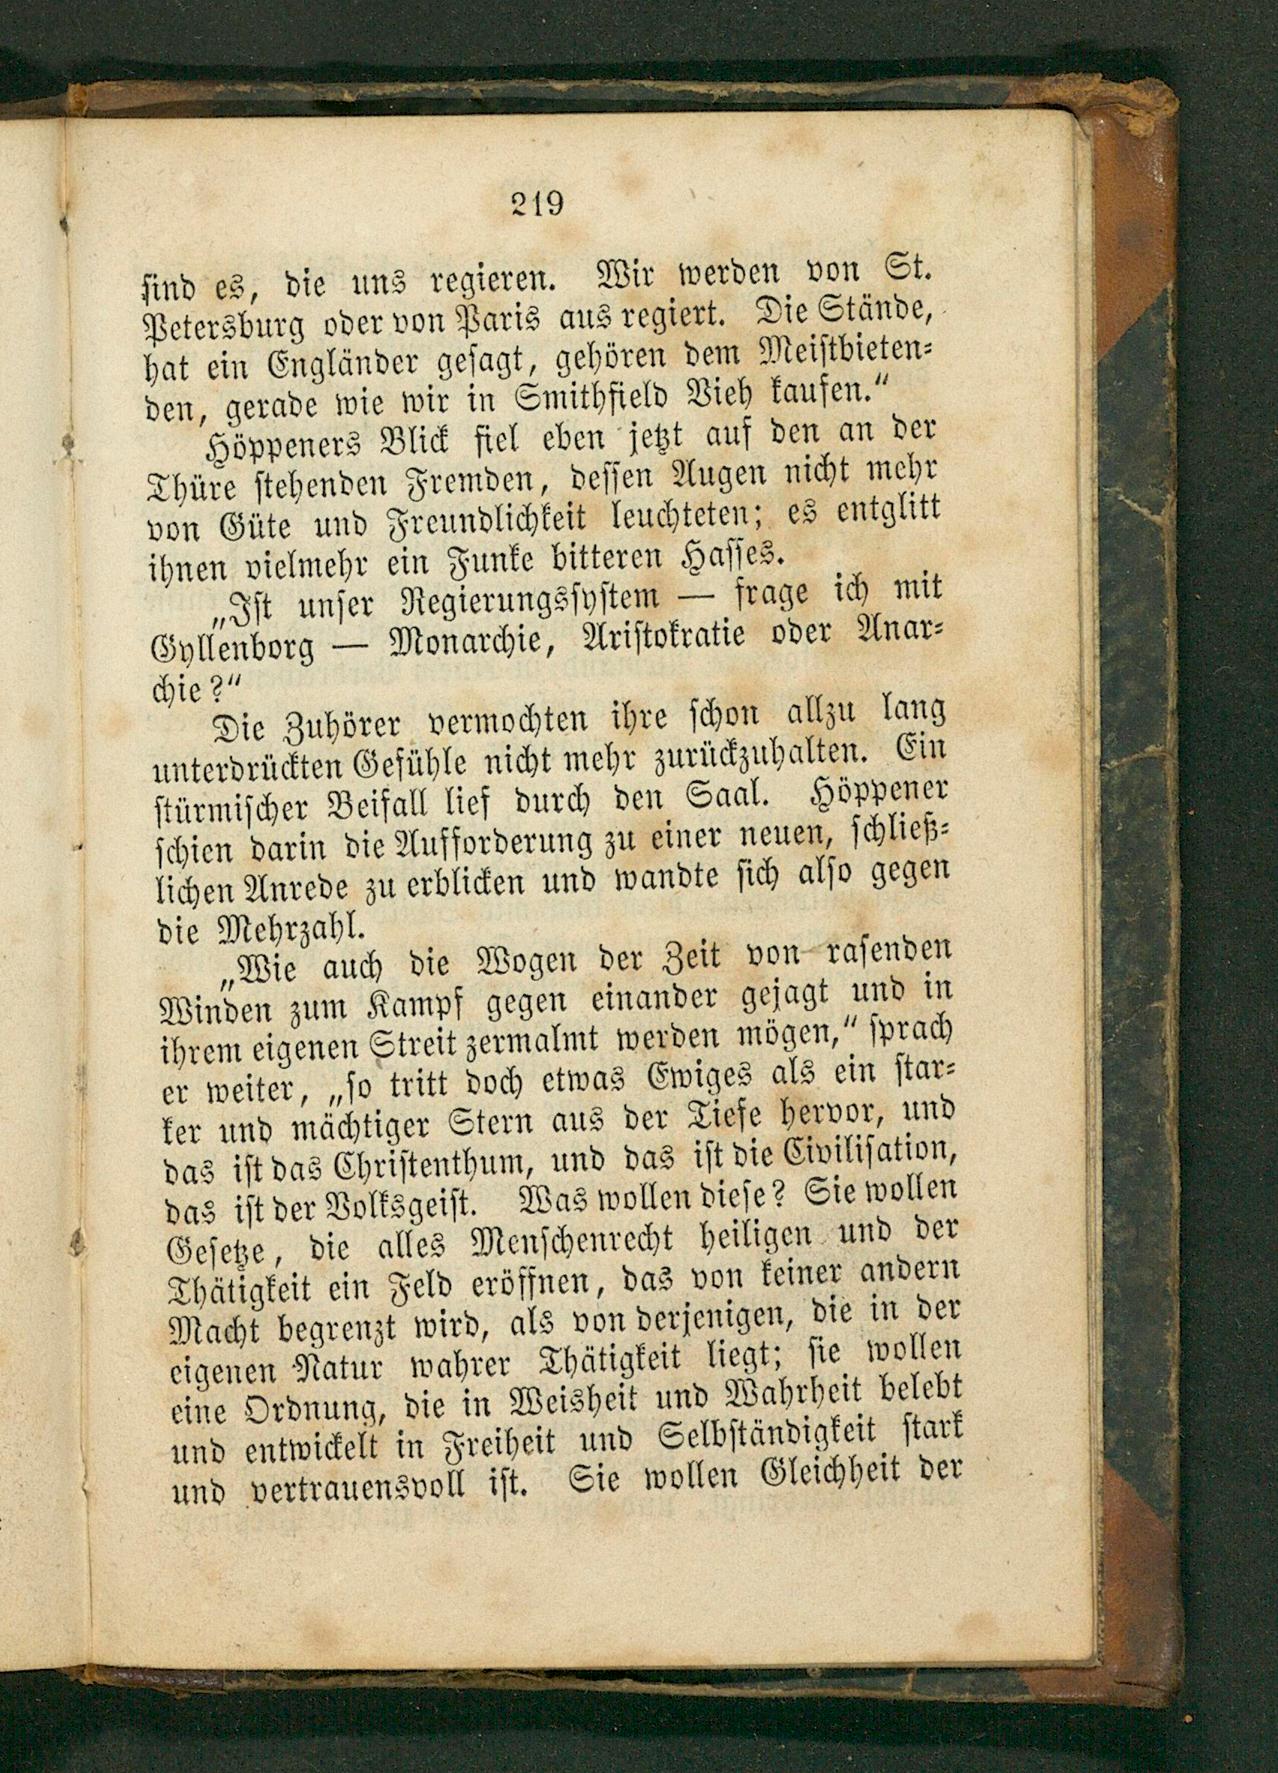 219
sind es, die uns regieren. Wir werden von St.
Petersburg oder von Paris aus regiert. Die Stände,
hat ein Engländer gesagt, gehören dem Meistbieten-
den, gerade wie wir in Smithfield Vieh kaufen.“
Höppeners Blick fiel eben jetzt auf den an der
Thüre stehenden Fremden, dessen Augen nicht mehr
von Güte und Freundlichkeit leuchteten; es entglitt
ihnen vielmehr ein Funke bitteren Hasses.
„Ist unser Regierungssystem — frage ich mit
Gyllenborg — Monarchie, Aristokratie oder Anar-
chie?“
Die Zuhörer vermochten ihre schon allzu lang
unterdrückten Gefühle nicht mehr zurückzuhalten. Ein
stürmischer Beifall lief durch den Saal. Höppener
schien darin die Aufforderung zu einer neuen, schließ-
lichen Anrede zu erblicken und wandte sich also gegen
die Mehrzahl.
„Wie auch die Wogen der Zeit von rasenden
Winden zum Kampf gegen einander gejagt und in
ihrem eigenen Streit zermalmt werden mögen,“ sprach
er weiter, „so tritt doch etwas Ewiges als ein star-
ker und mächtiger Stern aus der Tiefe hervor, und
das ist das Christenthum, und das ist die Civilisation,
das ist der Volksgeist. Was wollen diese? Sie wollen
Gesetze, die alles Menschenrecht heiligen und der
Thätigkeit ein Feld eröffnen, das von keiner andern
Macht begrenzt wird, als von derjenigen, die in der
eigenen Natur wahrer Thätigkeit liegt; sie wollen
eine Ordnung, die in Weisheit und Wahrheit belebt
und entwickelt in Freiheit und Selbständigkeit stark
und vertrauensvoll ist. Sie wollen Gleichheit der